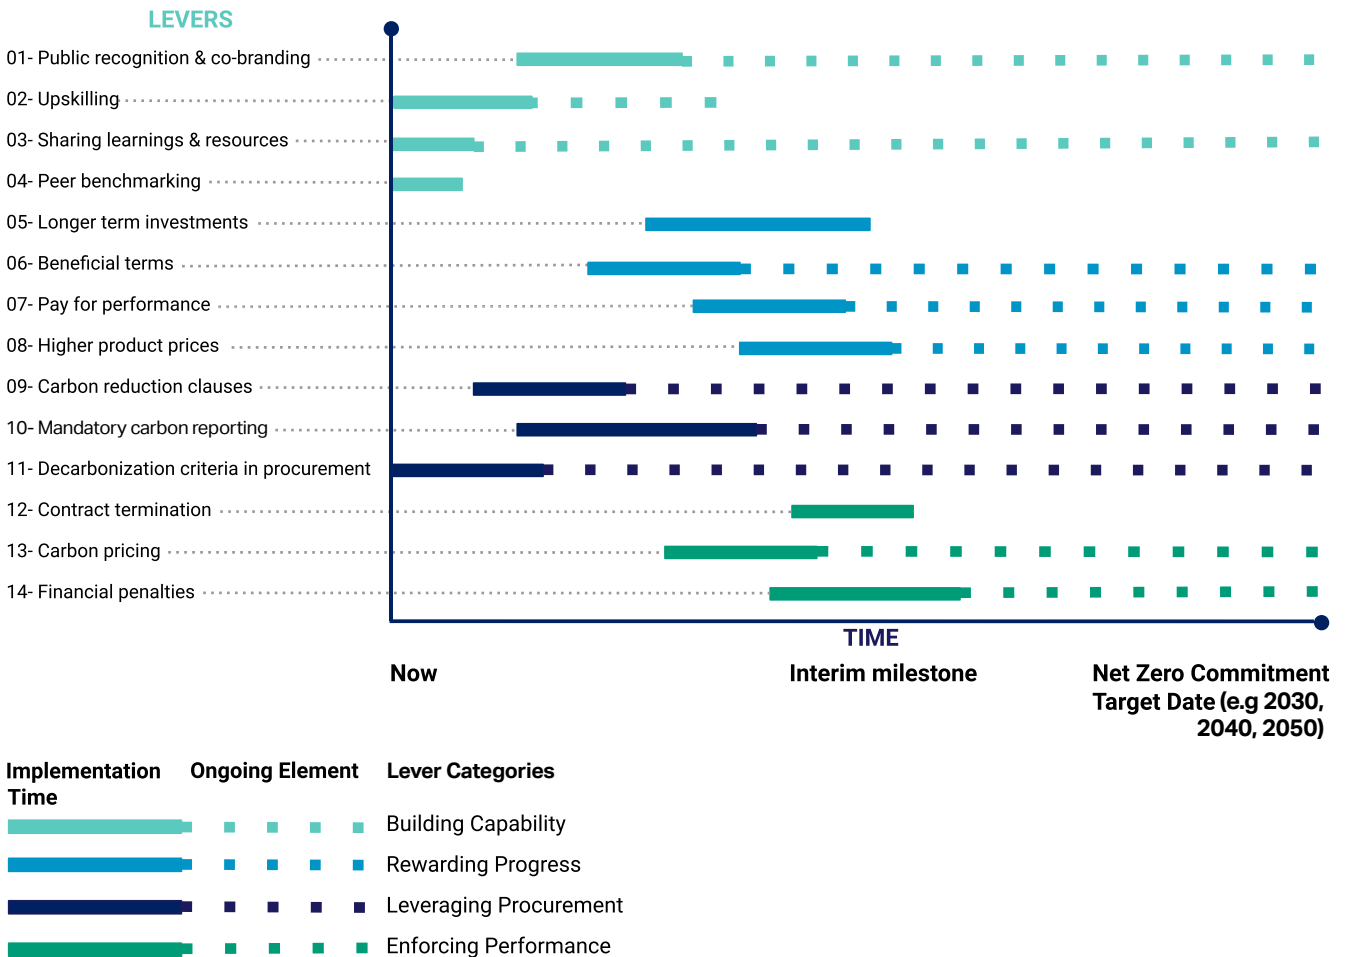 LEVERS
01- Public recognition & co-branding
02- Upskilling
03- Sharing learnings & resources
04- Peer benchmarking
05- Longer term investments
06- Beneficial terms
07- Pay for performance
08- Higher product prices
09- Carbon reduction clauses
10- Mandatory carbon reporting
11- Decarbonization criteria in procurement
12- Contract termination
13- Carbon pricing
14- Financial penalties
TIME
Now
Interim milestone
Net Zero Commitment
Target Date (e.g 2030,
2040, 2050)
Implementation
Time
Ongoing Element
Lever Categories
Building Capability
Rewarding Progress
Leveraging Procurement
Enforcing Performance